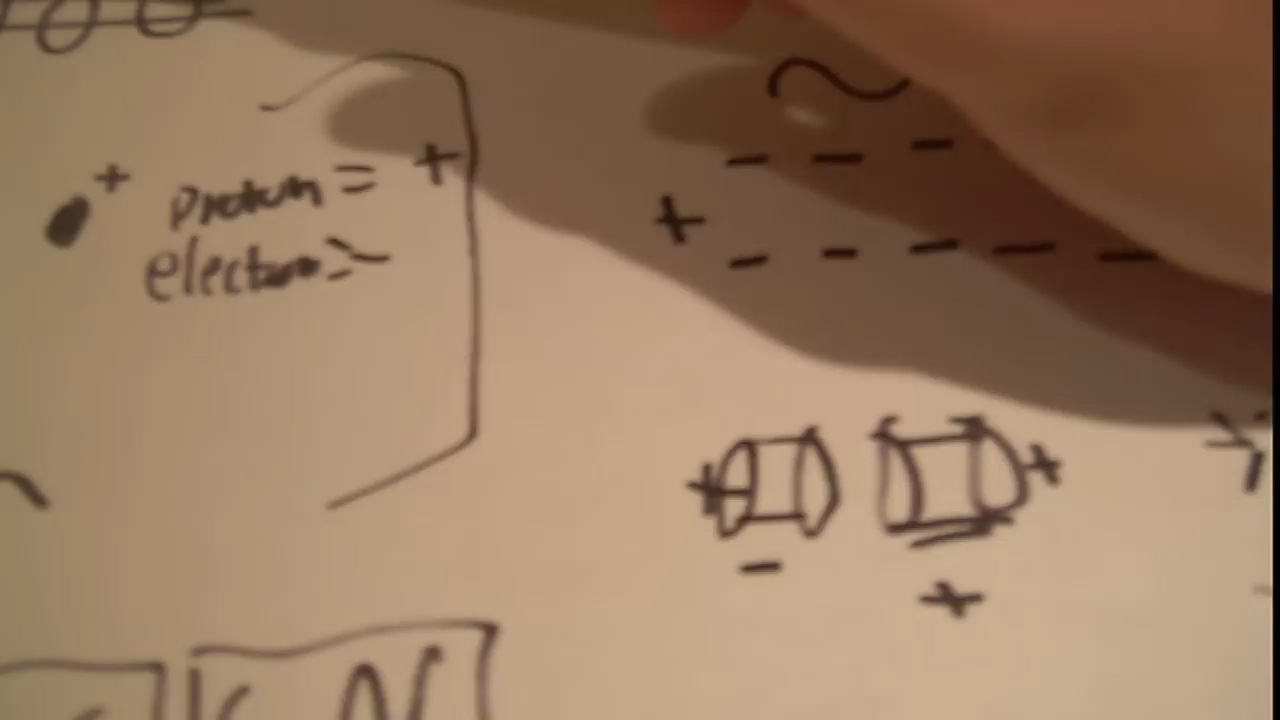 + proton = +
electron = -
~
- - -
+
- - - - -
+ +
- +
S N